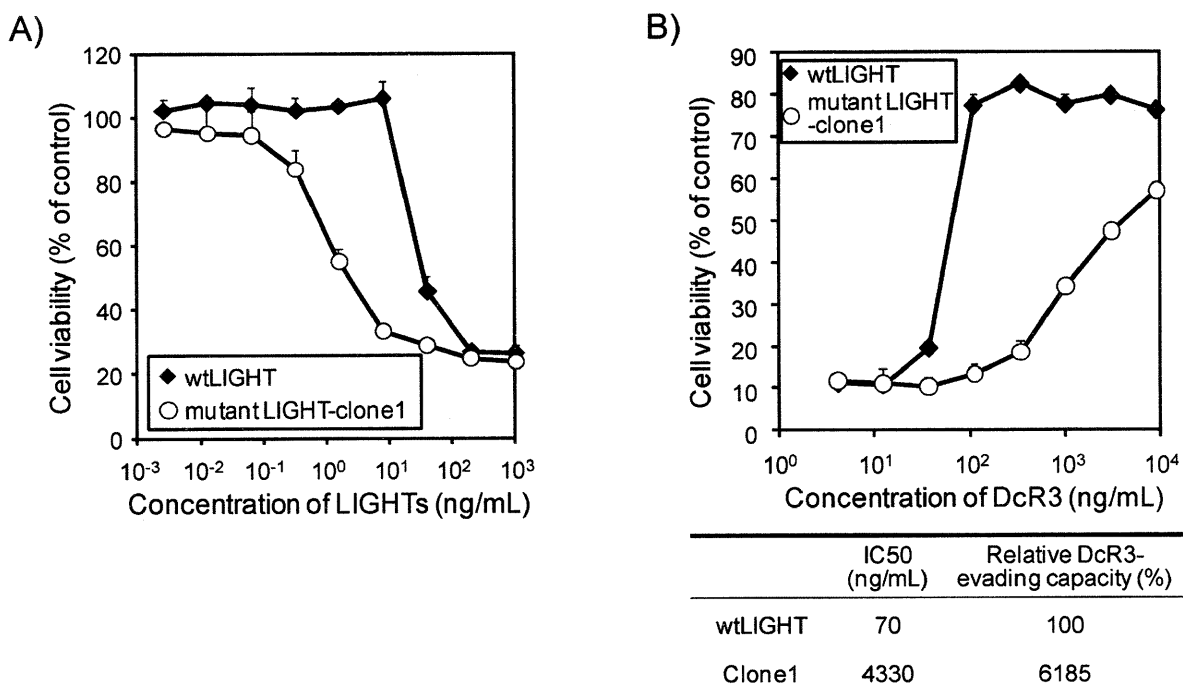 A)
120
100
80
60
40
20
0
Cell viability (% of control)
wtLIGHT
mutant LIGHT-clone1
10-3 10-2 10-1 100 101 102 103
Concentration of LIGHTs (ng/mL)
B)
90
80
70
60
50
40
30
20
10
0
Cell viability (% of control)
wtLIGHT
mutant LIGHT
-clone1
100 101 102 103 104
Concentration of DcR3 (ng/mL)
IC50 Relative DcR3-
(ng/mL) evading capacity (%)
wtLIGHT 70 100
Clone1 4330 6185